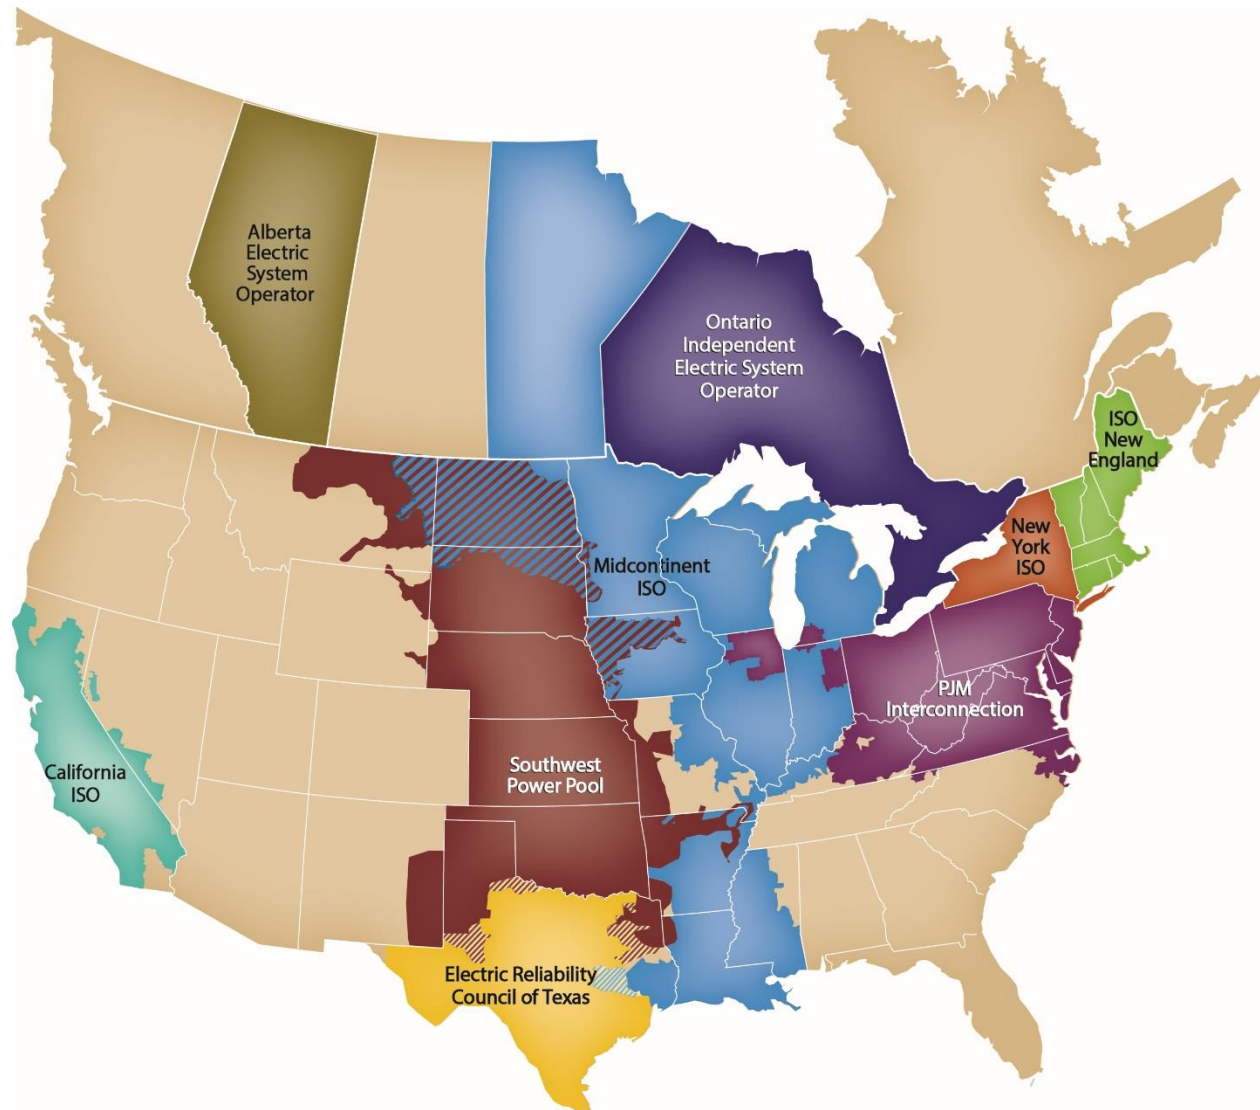 Alberta
Electric
System
Operator
Ontario
Independent
Electric System
Operator
ISO
New
England
New
York
ISO
Midcontinent
ISO
PJM
Interconnection
California
ISO
Southwest
Power Pool
Electric Reliability
Council of Texas